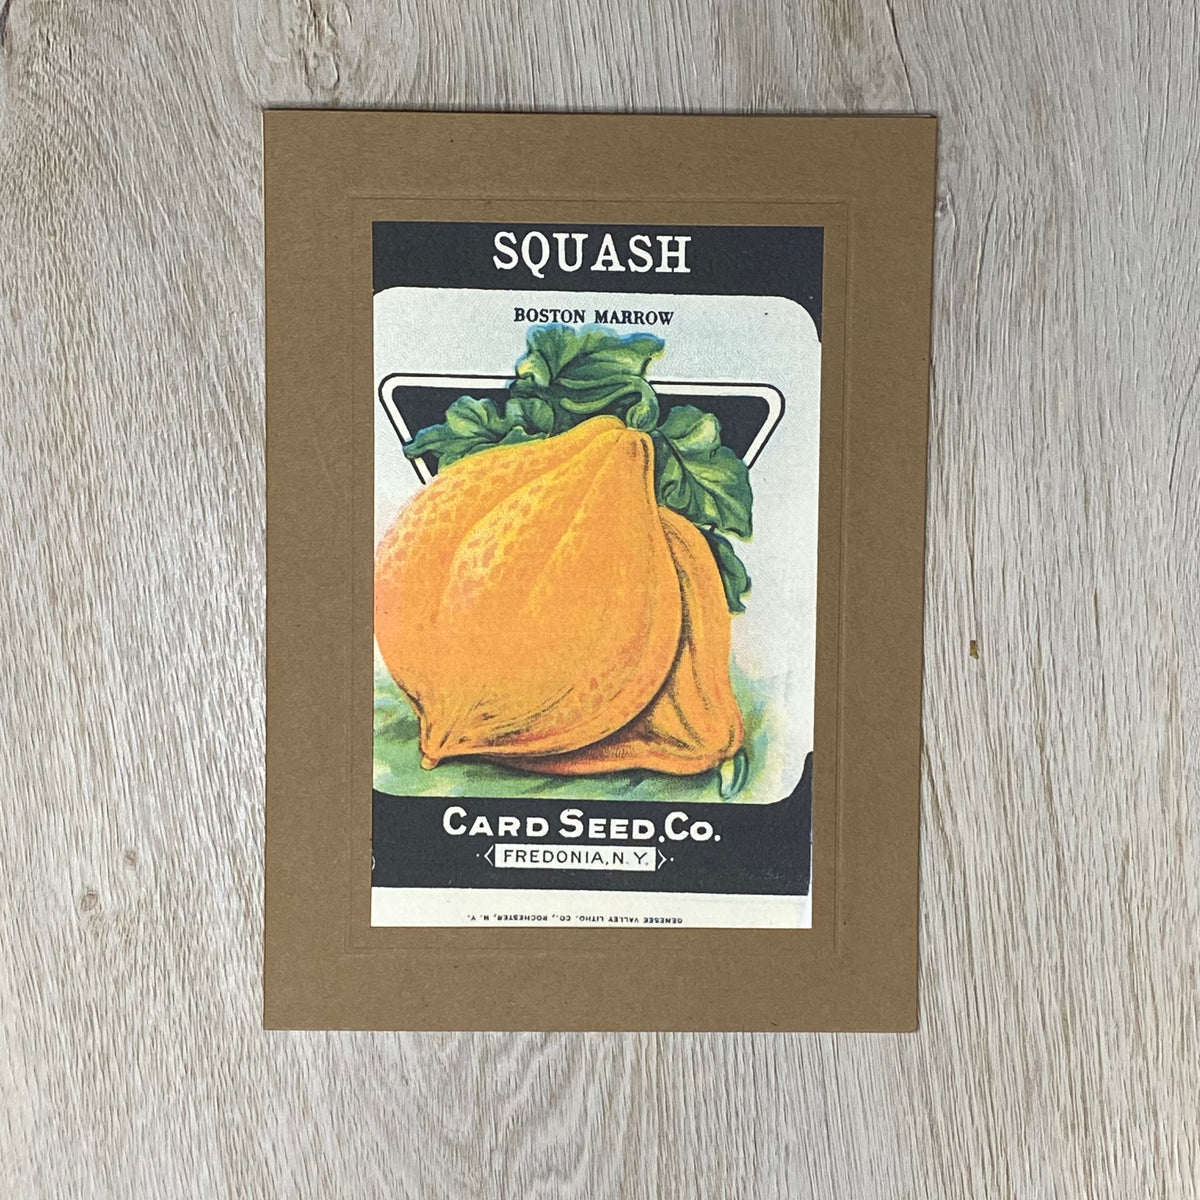 SQUASH
BOSTON MARROW
CARD SEED.CO.
FREDONIA, N.Y.
GENESEE VALLEY LITHO. CO., ROCHESTER, N. Y.